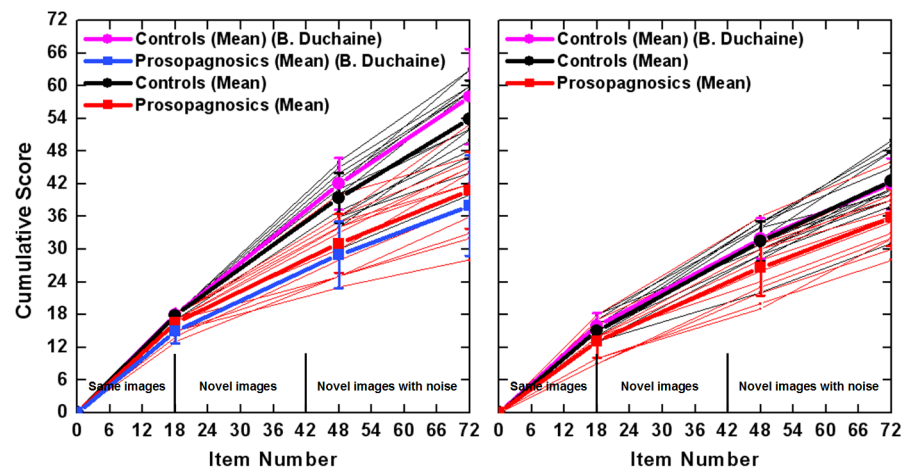 72
66
60
54
48
42
36
30
24
18
12
6
0
Cumulative Score
Controls (Mean) (B. Duchaine)
Prosopagnosics (Mean) (B. Duchaine)
Controls (Mean)
Prosopagnosics (Mean)
Same images
Novel images
Novel images with noise
0 6 12 18 24 30 36 42 48 54 60 66 72
Item Number
Controls (Mean) (B. Duchaine)
Controls (Mean)
Prosopagnosics (Mean)
Same images
Novel images
Novel images with noise
0 6 12 18 24 30 36 42 48 54 60 66 72
Item Number